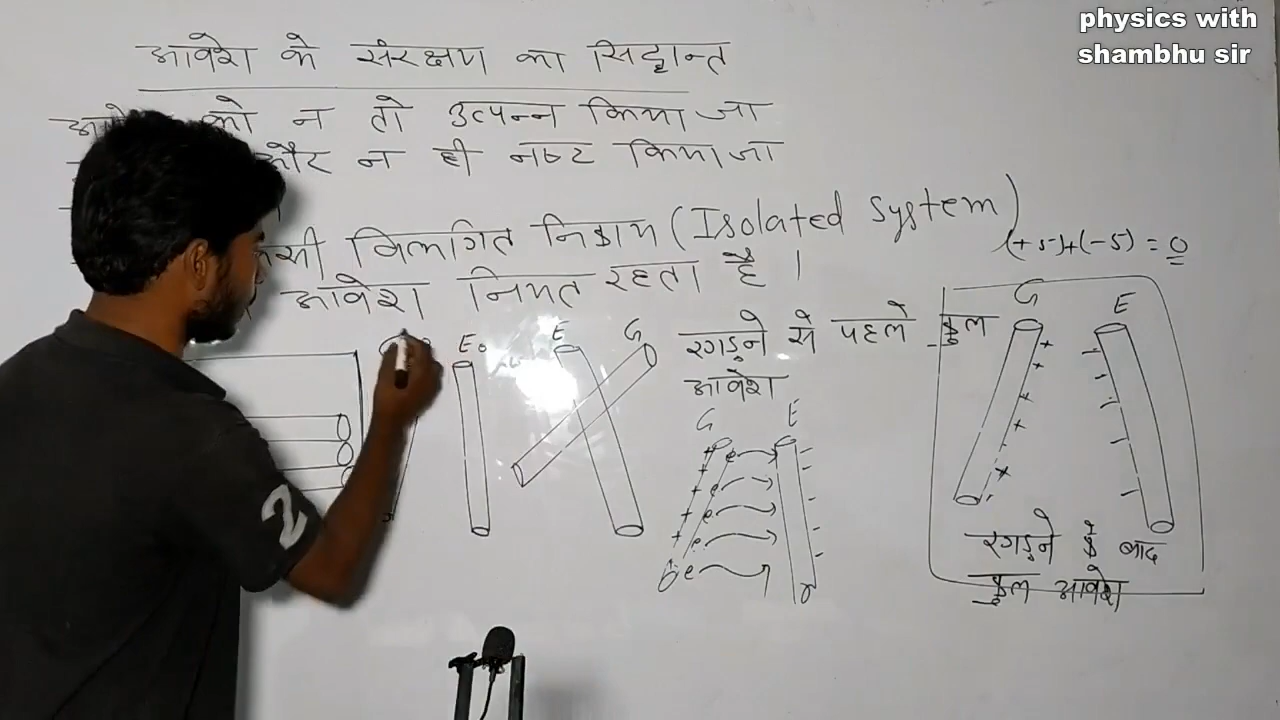 physics with
shambhu sir
आवेश के संरक्षण का सिद्धान्त
को न तो उत्पन्न किया जा
और न ही नष्ट किया जा
विलगित निकाय (Isolated System)
आवेश नियत रहता है ।
(+5)+(-5) = 0
रगड़ने से पहले कुल
आवेश
E
E
G
G
E
G
E
e
e
e
e
e
रगड़ने के बाद
कुल आवेश
2